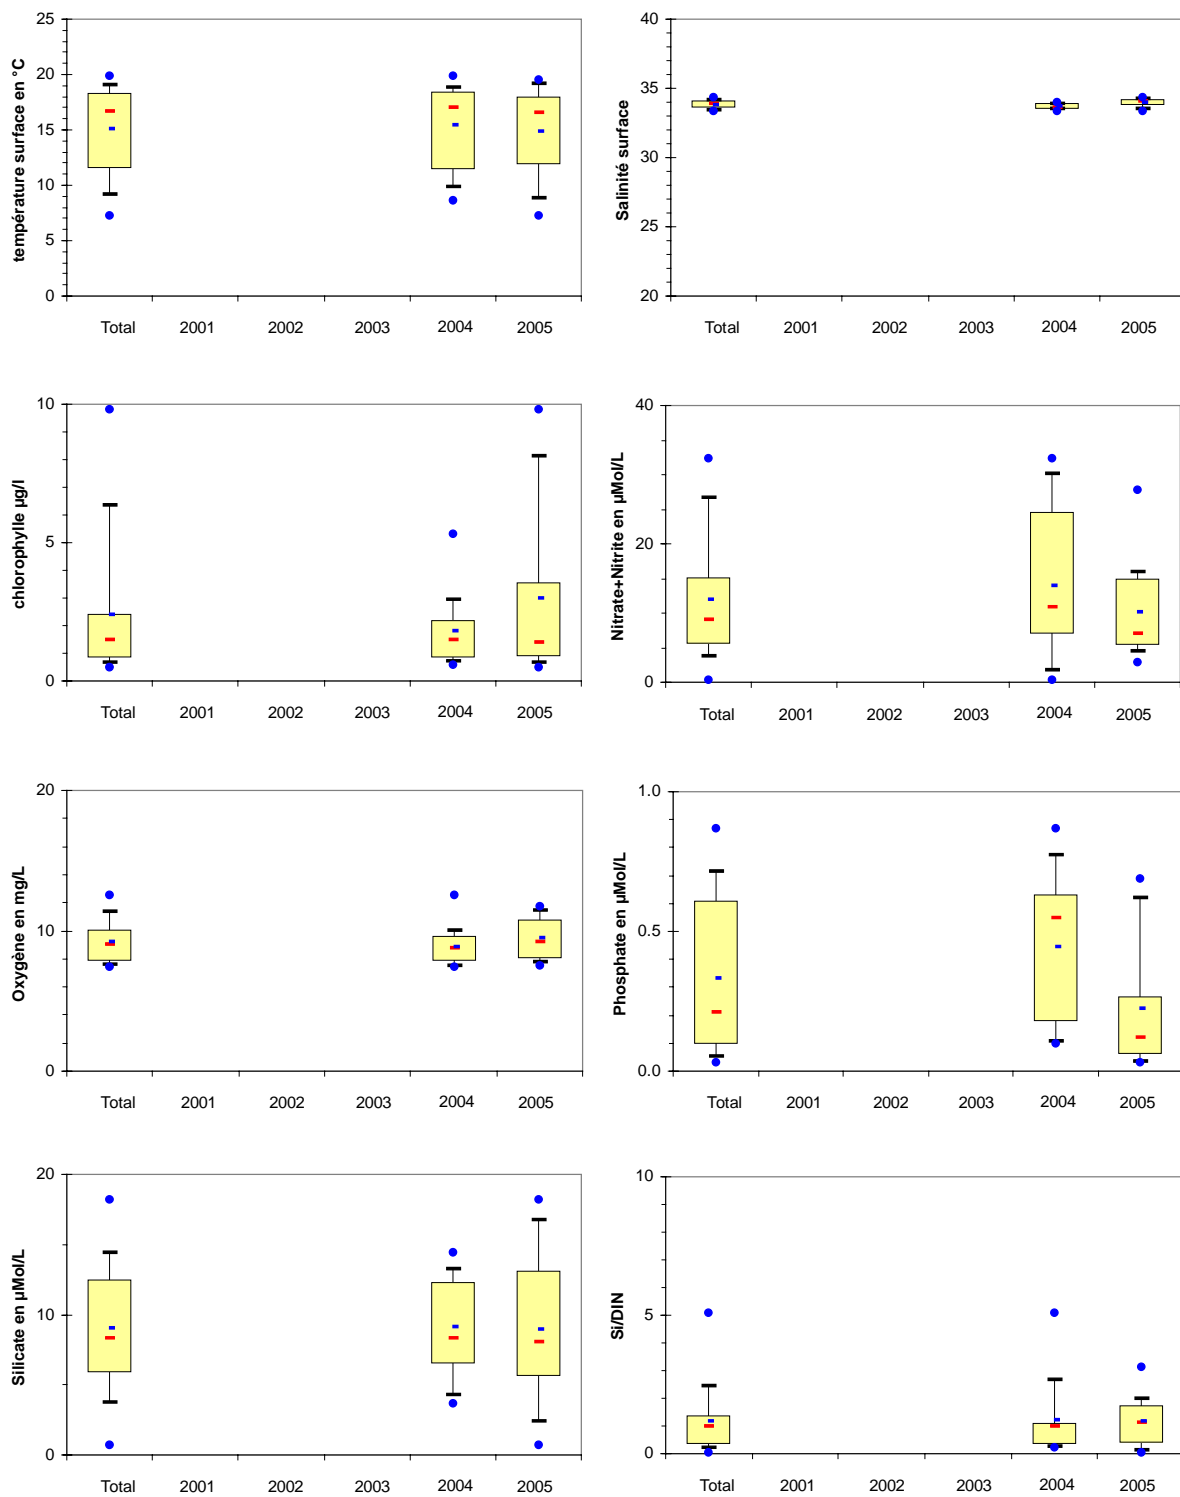 température surface en °C
25
20
15
10
5
0
Total 2001 2002 2003 2004 2005
Salinité surface
40
35
30
25
20
Total 2001 2002 2003 2004 2005
chlorophylle µg/l
10
5
0
Total 2001 2002 2003 2004 2005
Nitrate+Nitrite en µMol/L
40
20
0
Total 2001 2002 2003 2004 2005
Oxygène en mg/L
20
10
0
Total 2001 2002 2003 2004 2005
Phosphate en µMol/L
1.0
0.5
0.0
Total 2001 2002 2003 2004 2005
Silicate en µMol/L
20
10
0
Total 2001 2002 2003 2004 2005
Si/DIN
10
5
0
Total 2001 2002 2003 2004 2005